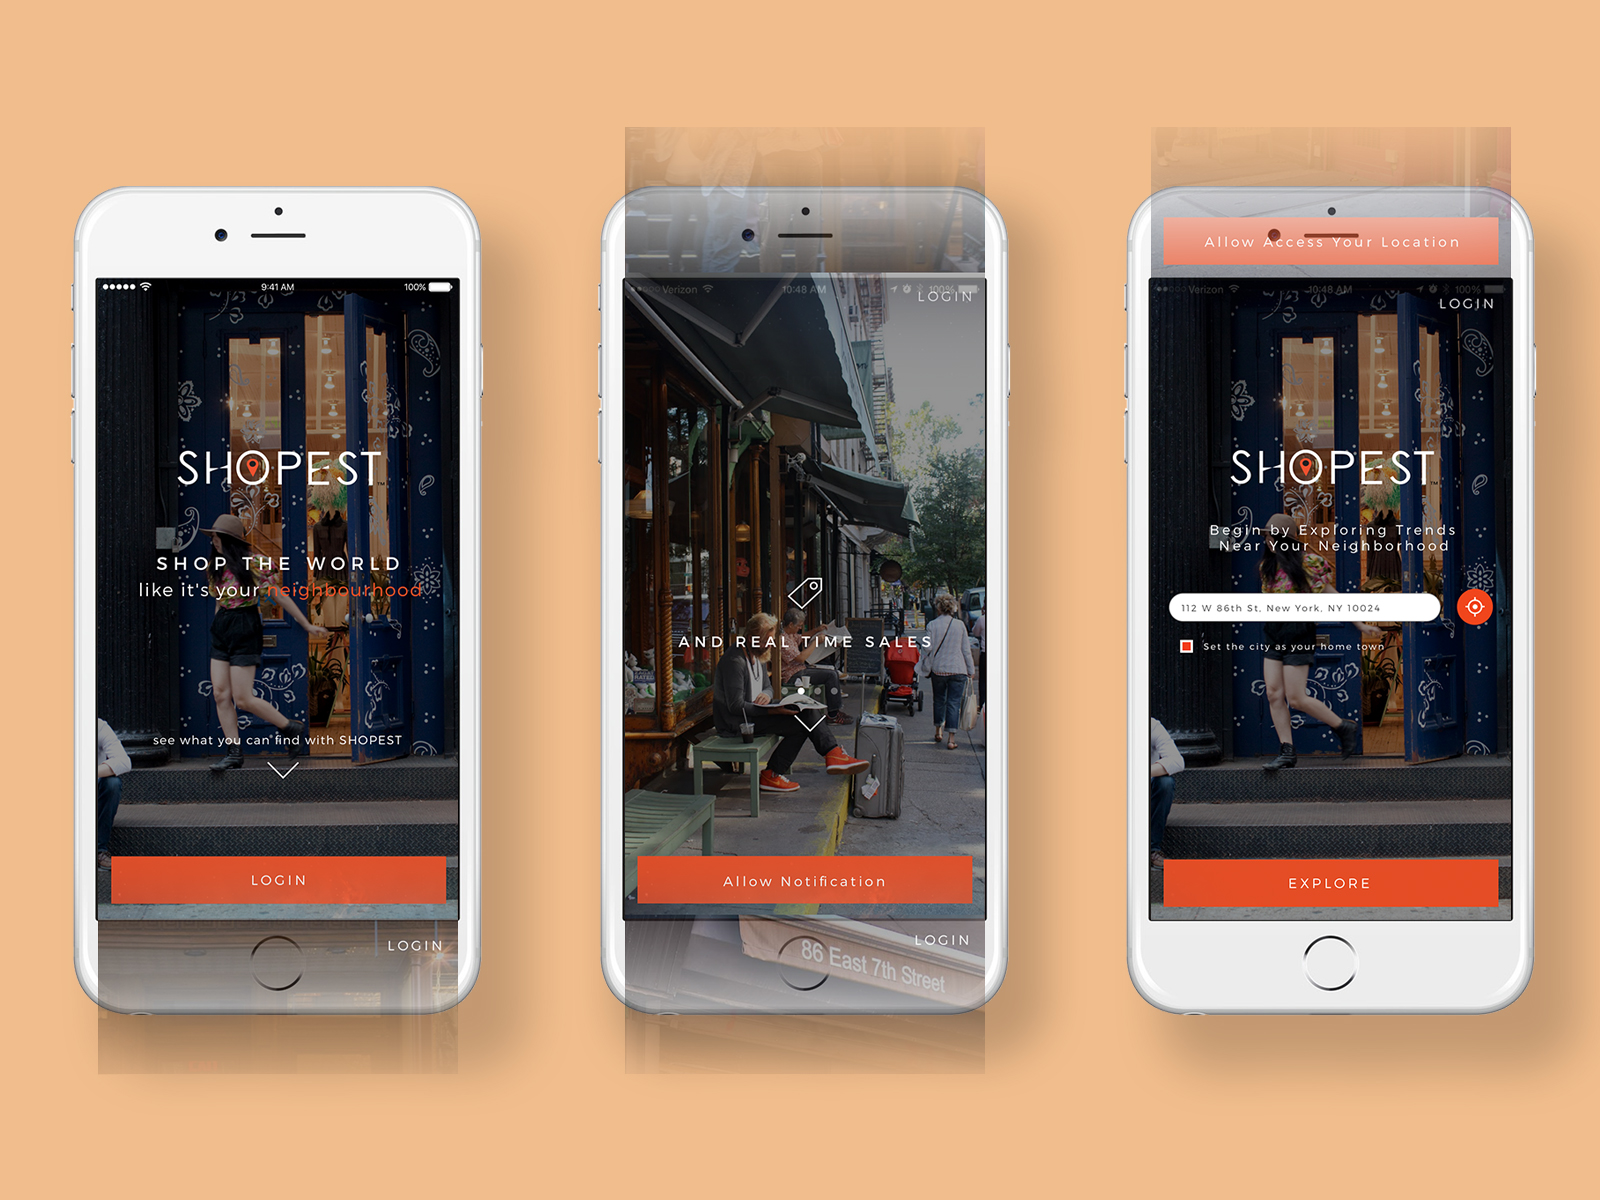 9:41 AM
100%
SHOPEST
TM
SHOP THE WORLD
like it's your neighbourhood
see what you can find with SHOPEST
LOGIN
LOGIN
Verizon
10:48 AM
100%
LOGIN
AND REAL TIME SALES
Allow Notification
LOGIN
86 East 7th Street
Allow Access Your Location
Verizon
10:48 AM
100%
LOGIN
SHOPEST
TM
Begin by Exploring Trends
Near Your Neighborhood
112 W 86th St, New York, NY 10024
Set the city as your home town
EXPLORE